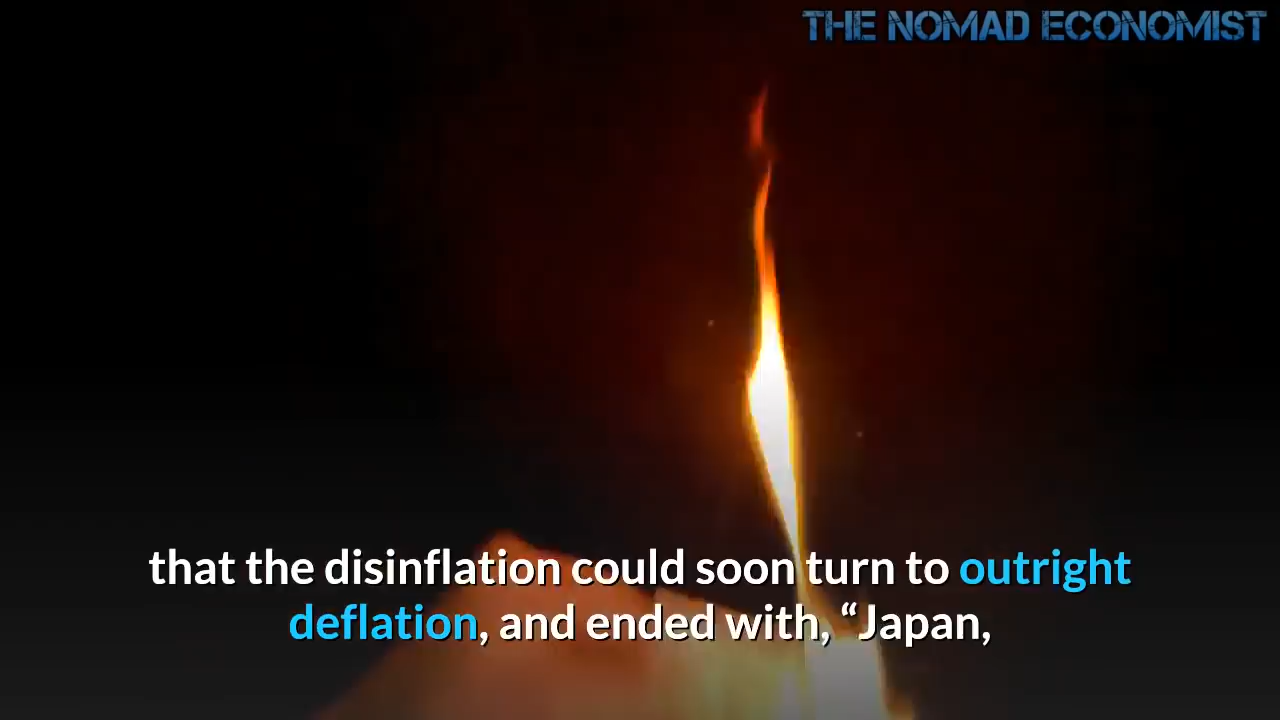 THE NOMAD ECONOMIST
that the disinflation could soon turn to outright
deflation, and ended with, “Japan,